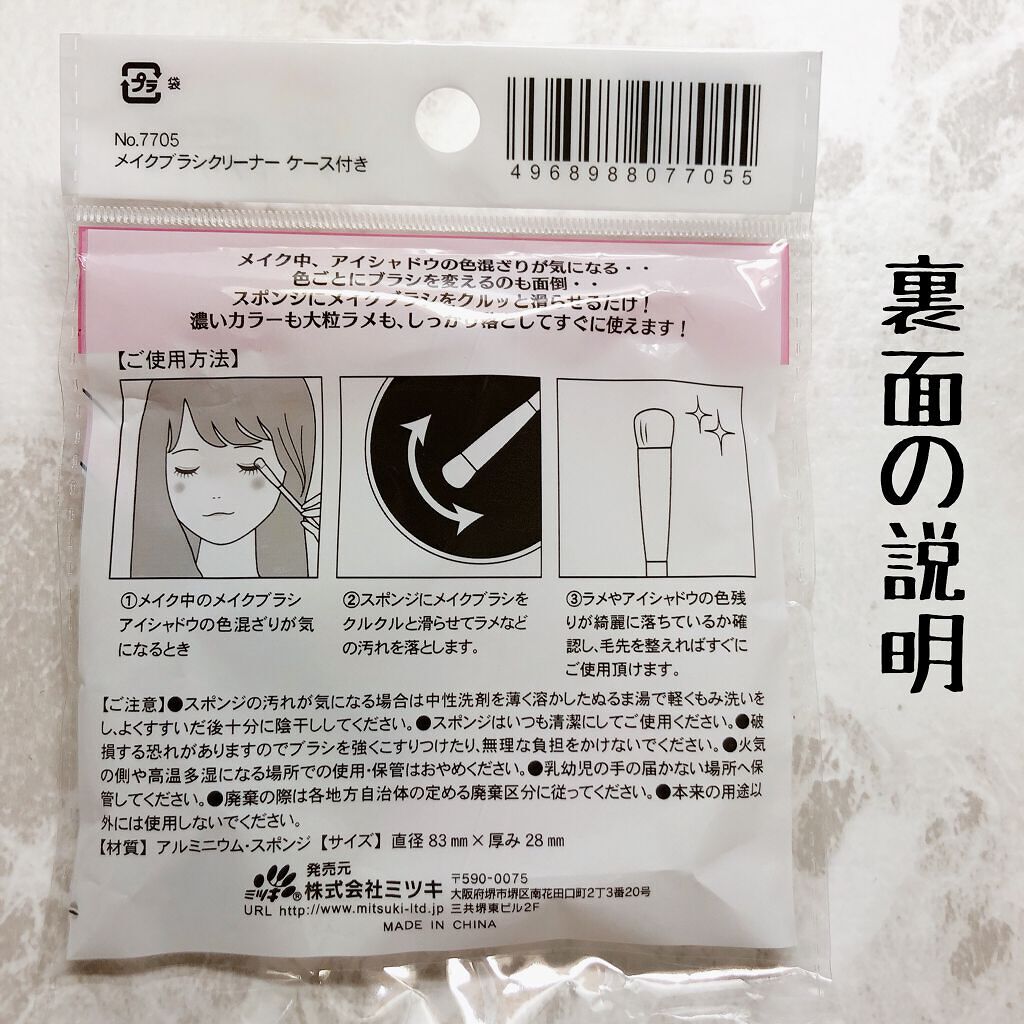 プラ 袋
No.7705
メイクブラシクリーナー ケース付き
4968988077055
メイク中、アイシャドウの色混ざりが気になる・・
色ごとにブラシを変えるのも面倒・・
スポンジにメイクブラシをクルッと滑らせるだけ！
濃いカラーも大粒ラメも、しっかり落としてすぐに使えます！
【ご使用方法】
①メイク中のメイクブラシ
アイシャドウの色混ざりが気
になるとき
②スポンジにメイクブラシを
クルクルと滑らせてラメなど
の汚れを落とします。
③ラメやアイシャドウの色残
りが綺麗に落ちているか確
認し、毛先を整えればすぐに
ご使用頂けます。
【ご注意】●スポンジの汚れが気になる場合は中性洗剤を薄く溶かしたぬるま湯で軽くもみ洗いを
し、よくすすいだ後十分に陰干ししてください。●スポンジはいつも清潔にしてご使用ください。●破
損する恐れがありますのでブラシを強くこすりつけたり、無理な負担をかけないでください。●火気
の側や高温多湿になる場所での使用・保管はおやめください。●乳幼児の手の届かない場所へ保
管してください。●廃棄の際は各地方自治体の定める廃棄区分に従ってください。●本来の用途以
外には使用しないでください。
【材質】アルミニウム・スポンジ【サイズ】直径83mm×厚み28mm
ミツキ®
発売元
株式会社ミツキ
〒590-0075
大阪府堺市堺区南花田口町2丁3番20号
三共堺東ビル2F
URL http://www.mitsuki-ltd.jp
MADE IN CHINA
裏面の説明